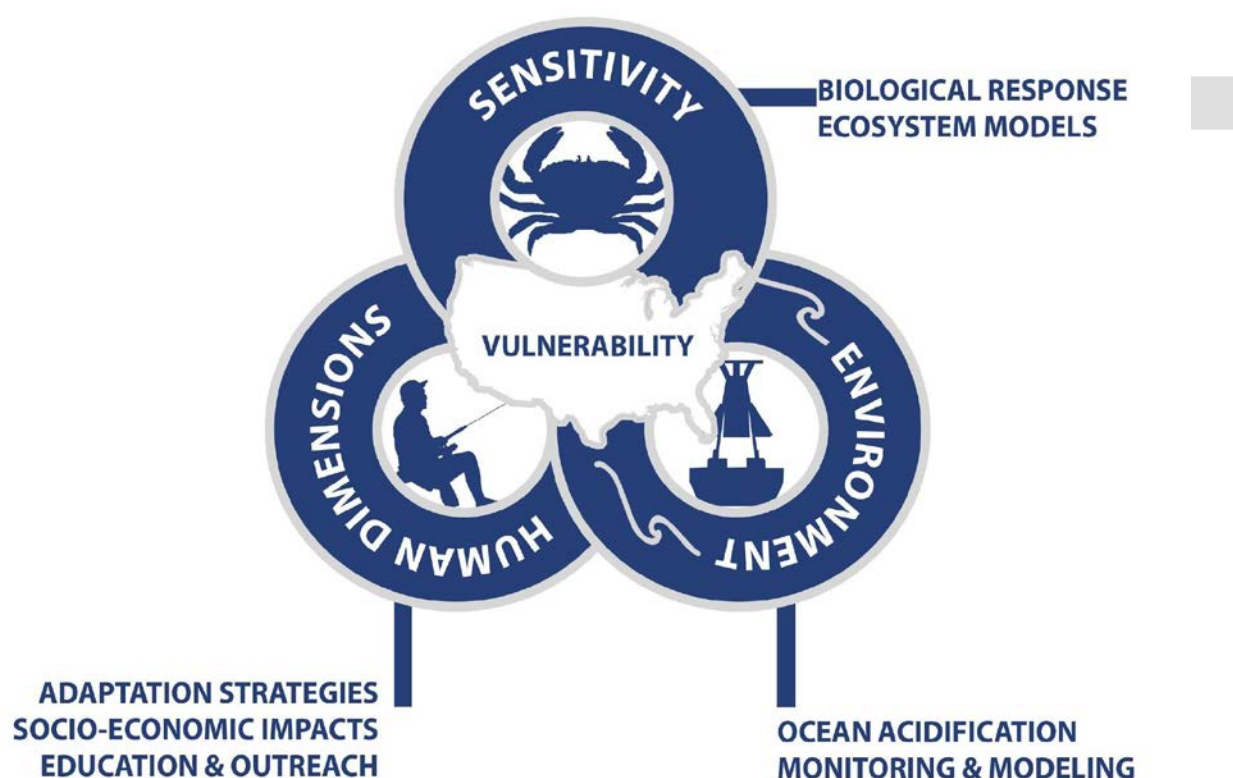 SENSITIVITY
BIOLOGICAL RESPONSE
ECOSYSTEM MODELS
VULNERABILITY
HUMAN DIMENSIONS
ENVIRONMENT
ADAPTATION STRATEGIES
SOCIO-ECONOMIC IMPACTS
EDUCATION & OUTREACH
OCEAN ACIDIFICATION
MONITORING & MODELING